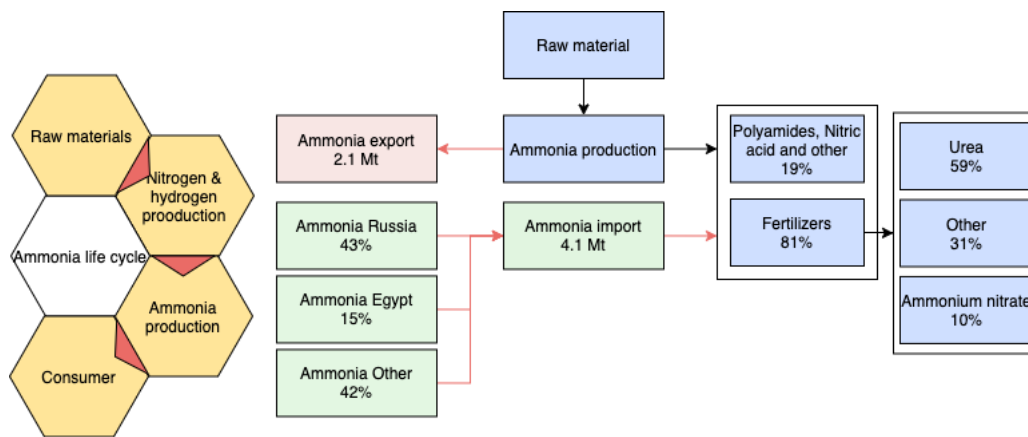 Raw materials
Nitrogen &
hydrogen
prooduction
Ammonia life cycle
Ammonia
production
Consumer
Raw material
Ammonia export
2.1 Mt
Ammonia production
Polyamides, Nitric
acid and other
19%
Urea
59%
Ammonia Russia
43%
Ammonia import
4.1 Mt
Fertilizers
81%
Other
31%
Ammonia Egypt
15%
Ammonium nitrate
10%
Ammonia Other
42%